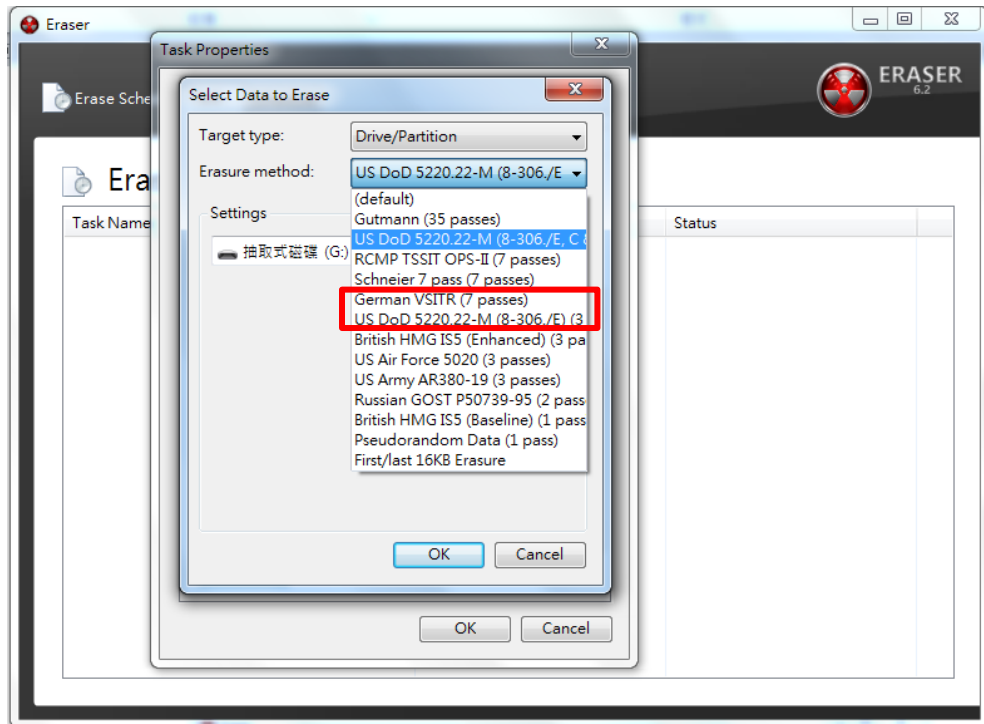 Eraser
Task Properties
ERASER
6.2
Erase Sche
Select Data to Erase
Target type:
Drive/Partition
Erasure method:
US DoD 5220.22-M (8-306./E
Era
(default)
Settings
Gutmann (35 passes)
Task Name
Status
US DoD 5220.22-M (8-306./E, C &
抽取式磁碟 (G:)
RCMP TSSIT OPS-II (7 passes)
Schneier 7 pass (7 passes)
German VSITR (7 passes)
US DoD 5220.22-M (8-306./E) (3
British HMG IS5 (Enhanced) (3 pa
US Air Force 5020 (3 passes)
US Army AR380-19 (3 passes)
Russian GOST P50739-95 (2 pass
British HMG IS5 (Baseline) (1 pass
Pseudorandom Data (1 pass)
First/last 16KB Erasure
OK
Cancel
OK
Cancel